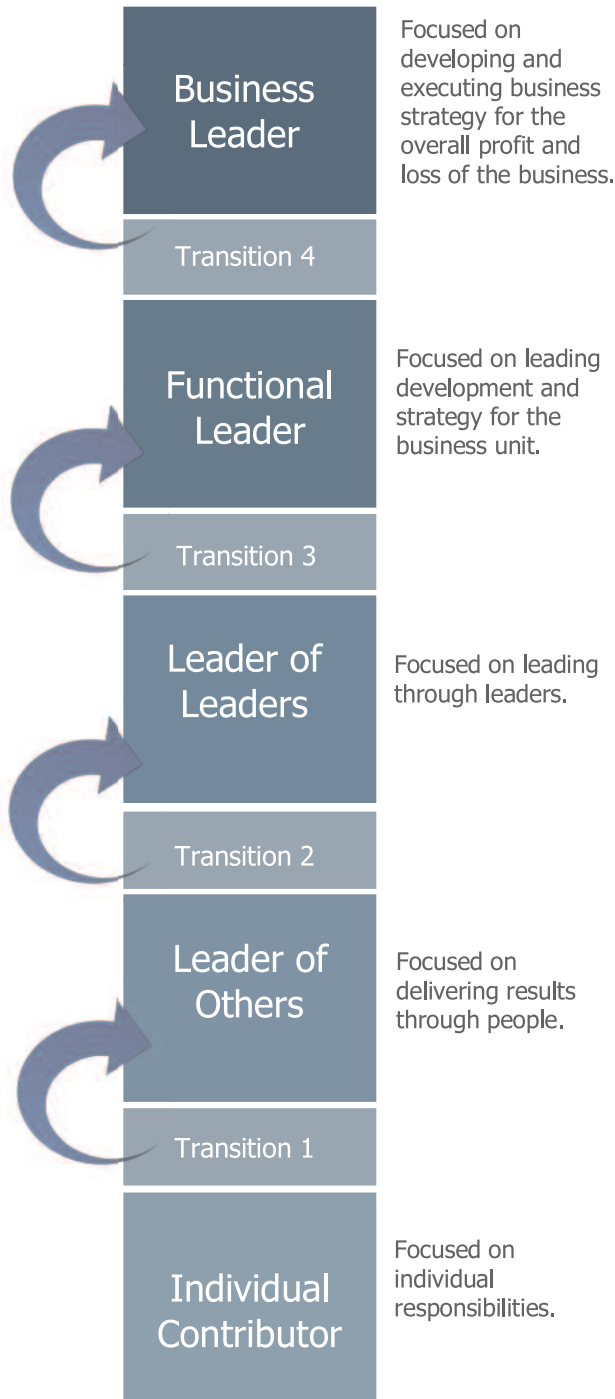 Business
Leader
Focused on
developing and
executing business
strategy for the
overall profit and
loss of the business.
Transition 4
Functional
Leader
Focused on leading
development and
strategy for the
business unit.
Transition 3
Leader of
Leaders
Focused on leading
through leaders.
Transition 2
Leader of
Others
Focused on
delivering results
through people.
Transition 1
Individual
Contributor
Focused on
individual
responsibilities.